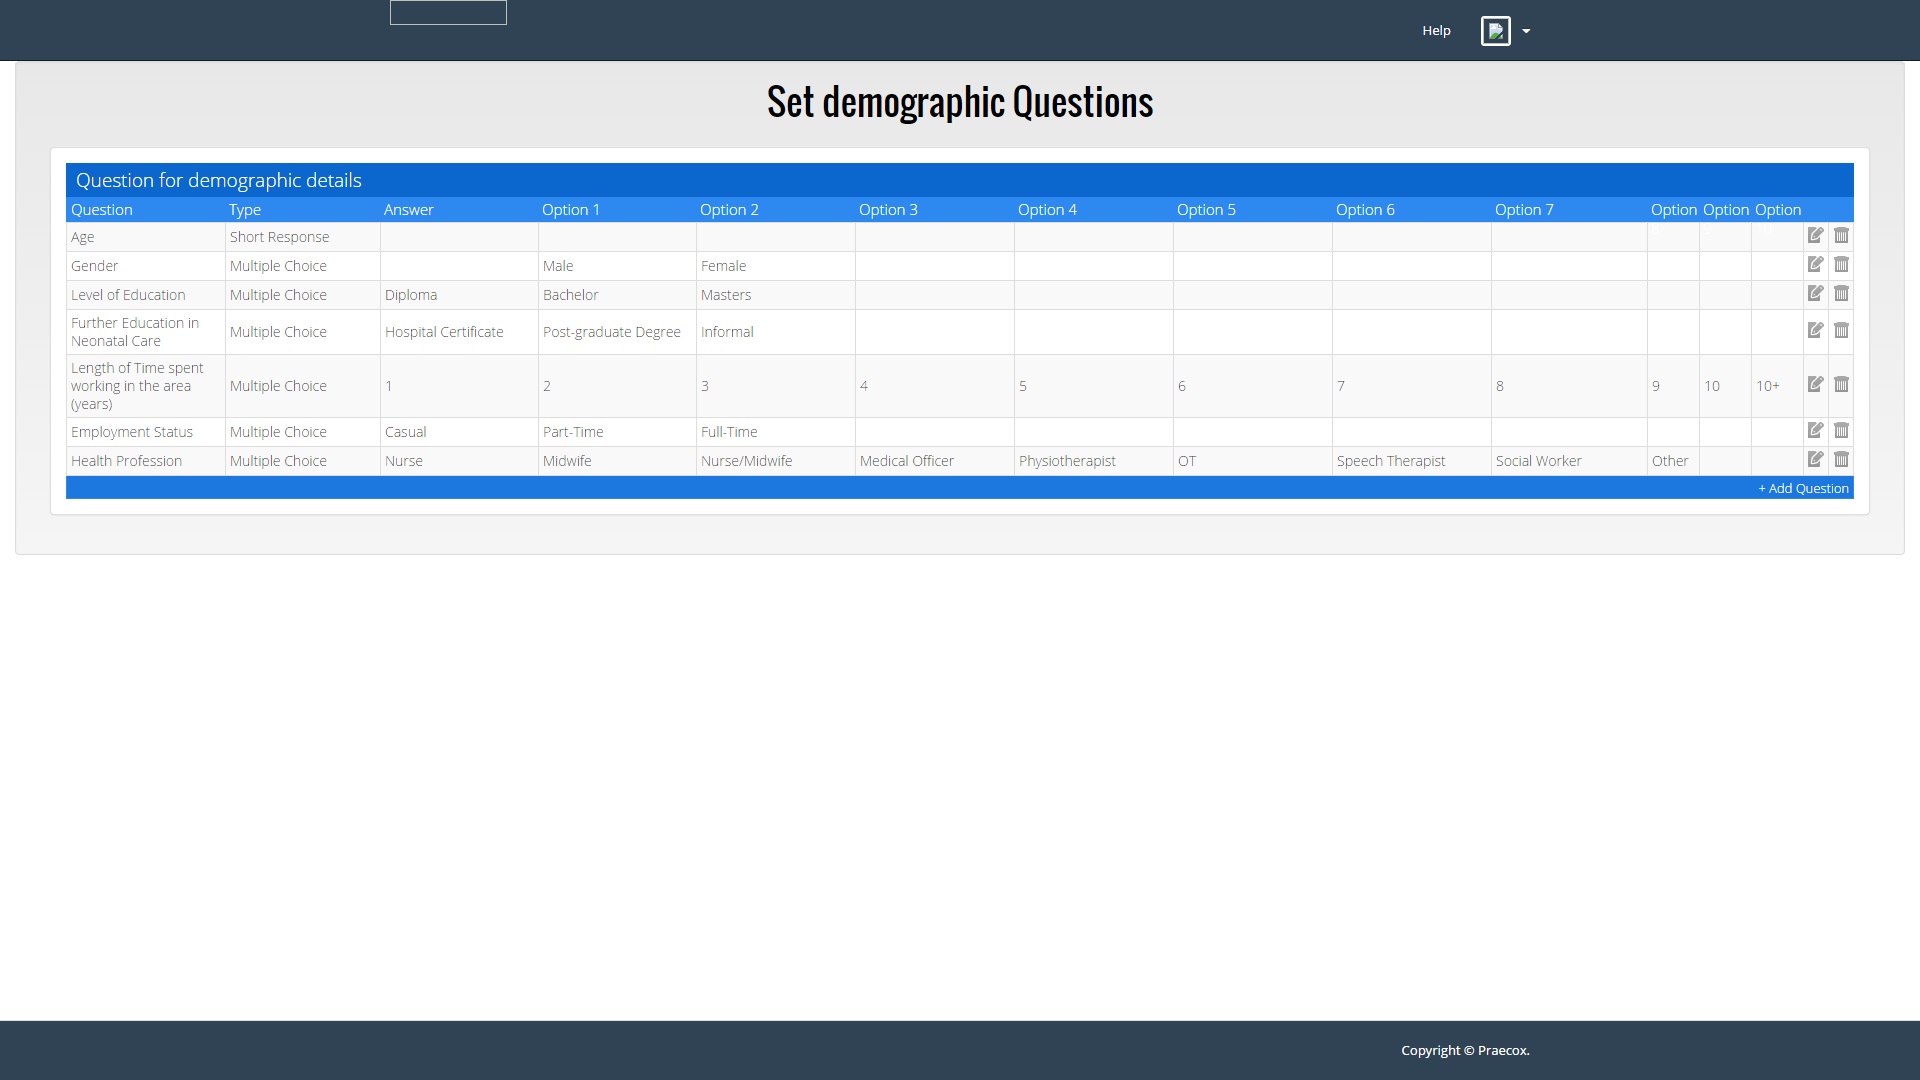 Help
Set demographic Questions
Question for demographic details
Question Type Answer Option 1 Option 2 Option 3 Option 4 Option 5 Option 6 Option 7 Option Option Option
Age Short Response
Gender Multiple Choice Male Female
Level of Education Multiple Choice Diploma Bachelor Masters
Further Education in
Neonatal Care Multiple Choice Hospital Certificate Post-graduate Degree Informal
Length of Time spent
working in the area Multiple Choice 1 2 3 4 5 6 7 8 9 10 10+
(years)
Employment Status Multiple Choice Casual Part-Time Full-Time
Health Profession Multiple Choice Nurse Midwife Nurse/Midwife Medical Officer Physiotherapist OT Speech Therapist Social Worker Other
+ Add Question
Copyright © Praecox.